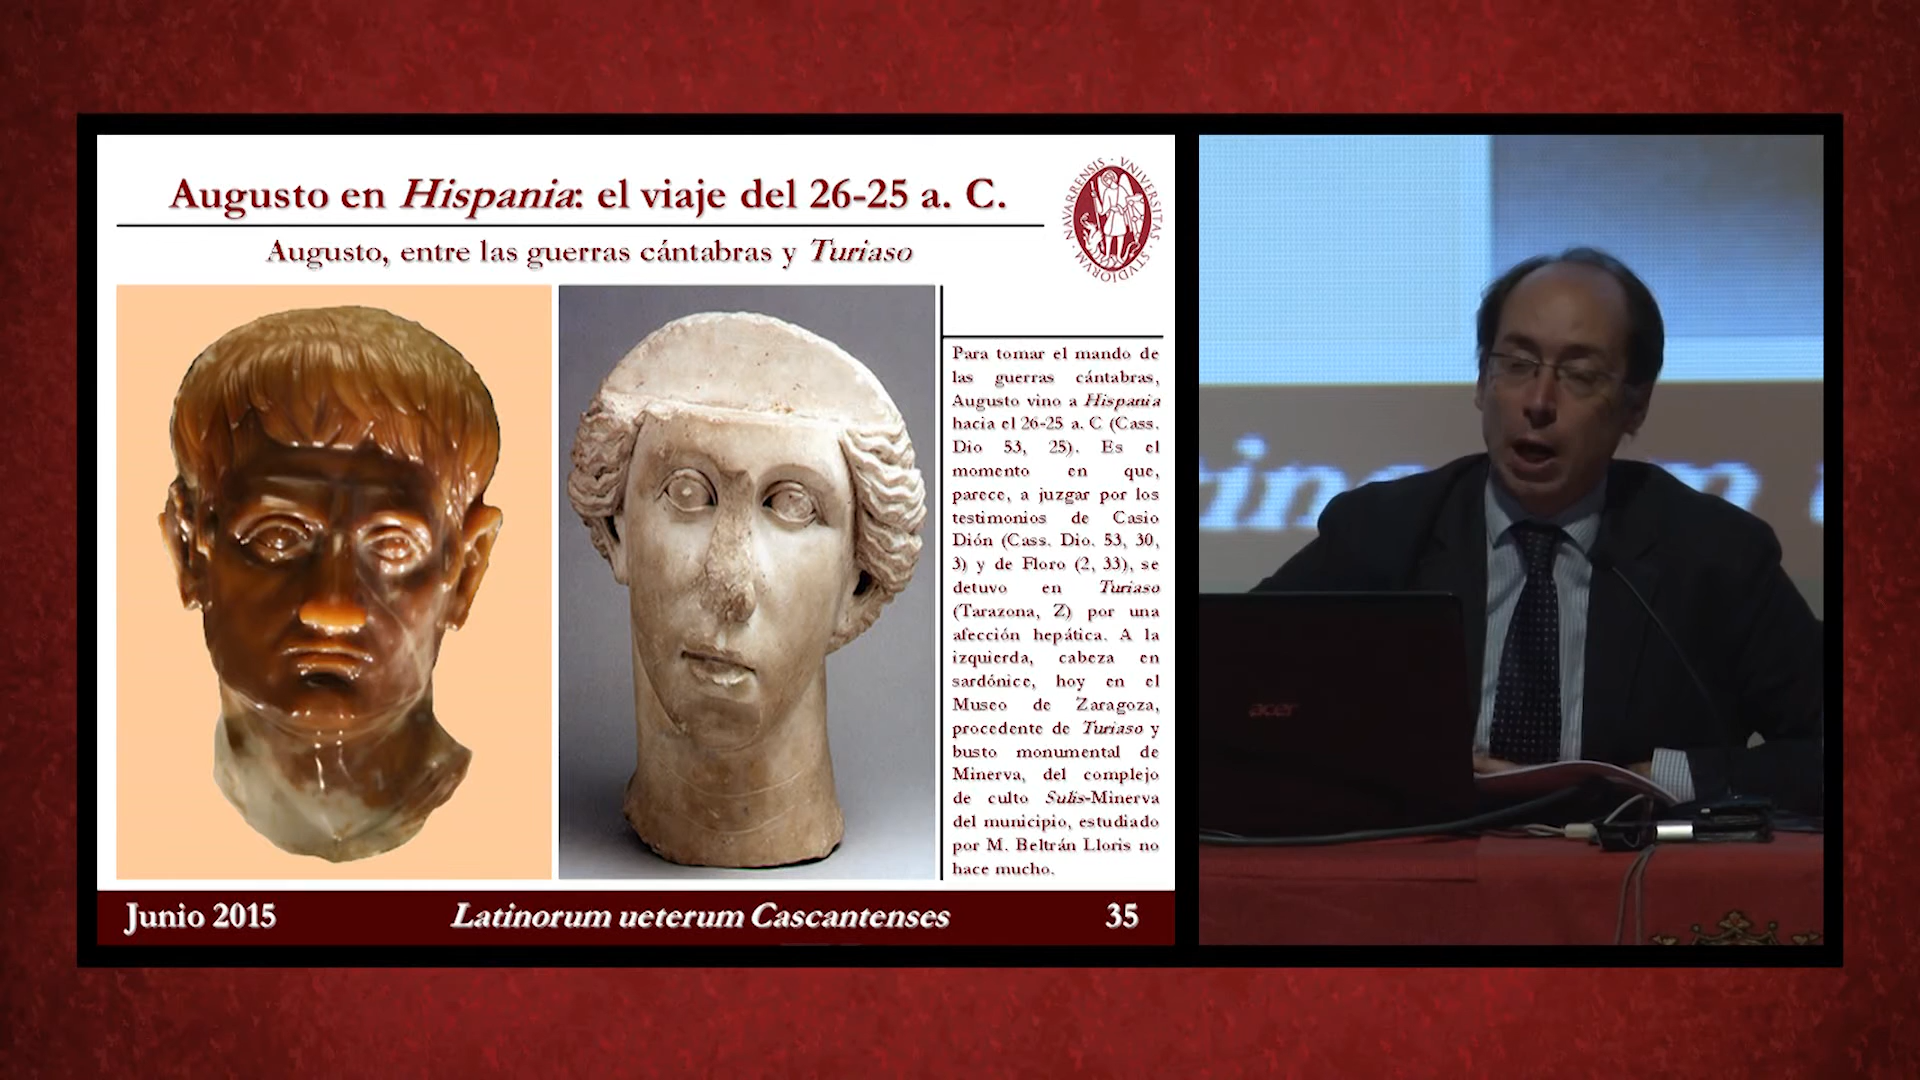 Augusto en Hispania: el viaje del 26-25 a. C.
Augusto, entre las guerras cántabras y Turiaso
NAVARRENSIS · VNIVERSITAS · STVDIORVM ·
Para tomar el mando de
las guerras cántabras,
Augusto vino a Hispania
hacia el 26-25 a. C (Cass.
Dio 53, 25). Es el
momento en que,
parece, a juzgar por los
testimonios de Casio
Dión (Cass. Dio. 53, 30,
3) y de Floro (2, 33), se
detuvo en Turiaso
(Tarazona, Z) por una
afección hepática. A la
izquierda, cabeza en
sardónice, hoy en el
Museo de Zaragoza,
procedente de Turiaso y
busto monumental de
Minerva, del complejo
de culto Sulis-Minerva
del municipio, estudiado
por M. Beltrán Lloris no
hace mucho.
Junio 2015
Latinorum ueterum Cascantenses
35
acer